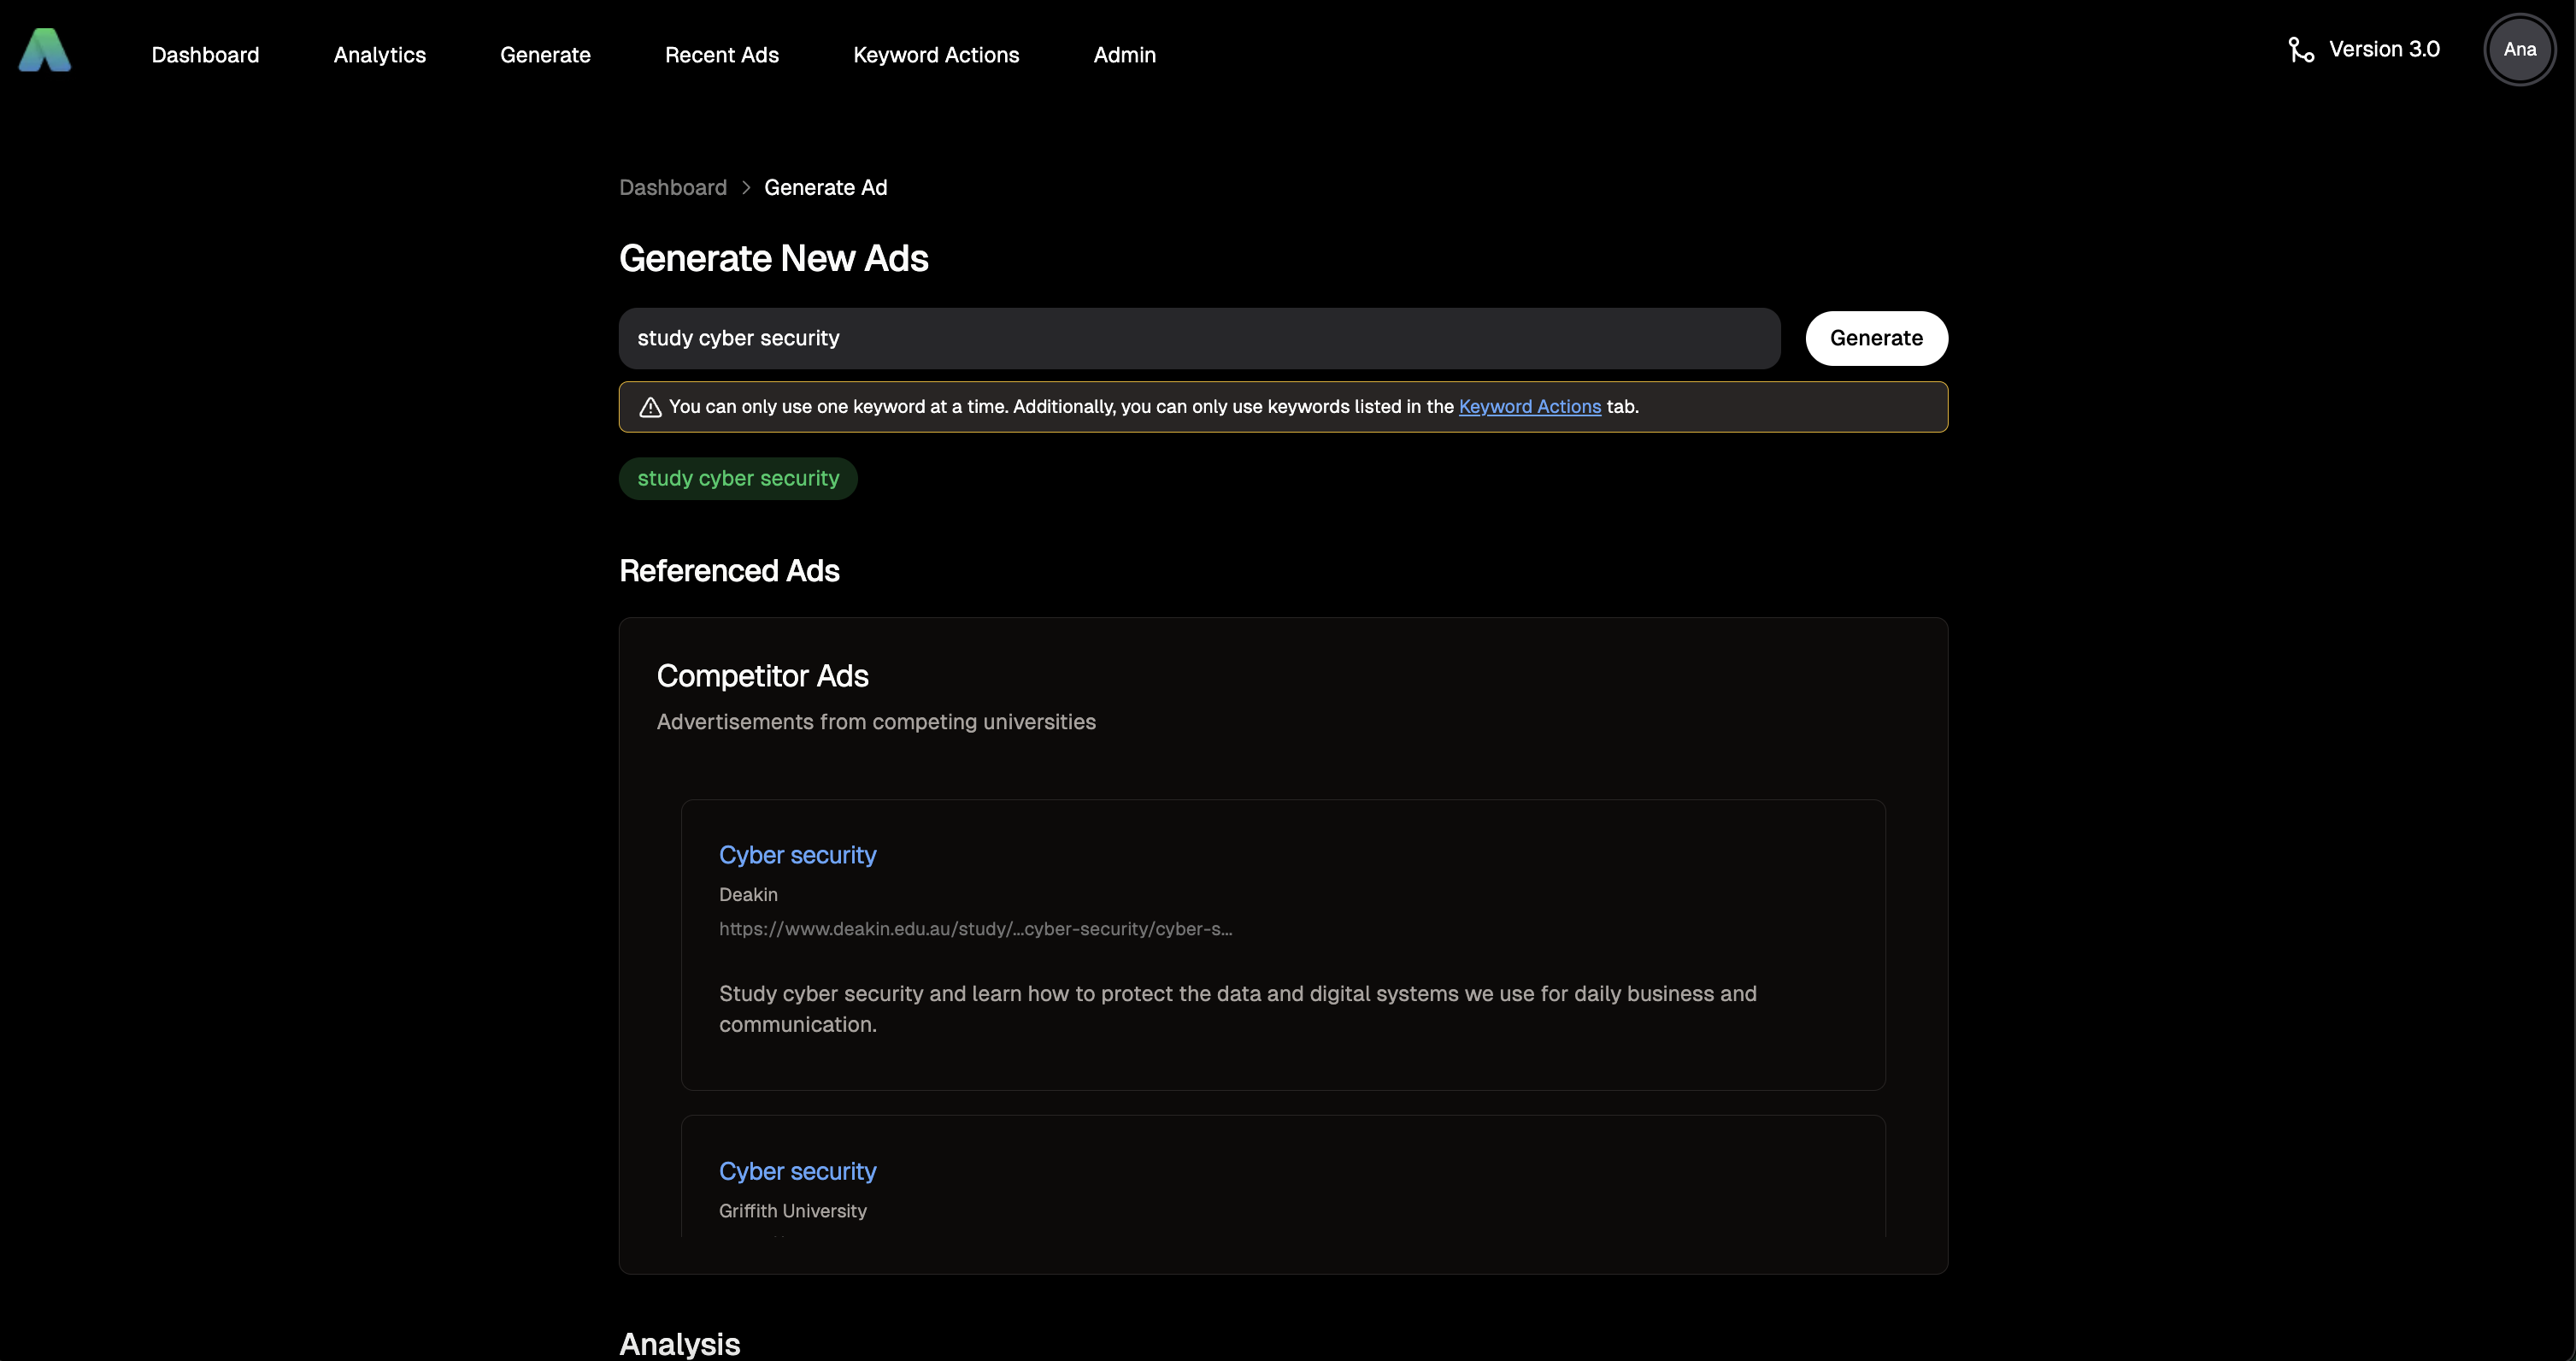 Dashboard
Analytics
Generate
Recent Ads
Keyword Actions
Admin
Version 3.0
Ana
Dashboard > Generate Ad
Generate New Ads
study cyber security
Generate
You can only use one keyword at a time. Additionally, you can only use keywords listed in the Keyword Actions tab.
study cyber security
Referenced Ads
Competitor Ads
Advertisements from competing universities
Cyber security
Deakin
https://www.deakin.edu.au/study/...cyber-security/cyber-s...
Study cyber security and learn how to protect the data and digital systems we use for daily business and
communication.
Cyber security
Griffith University
Analysis